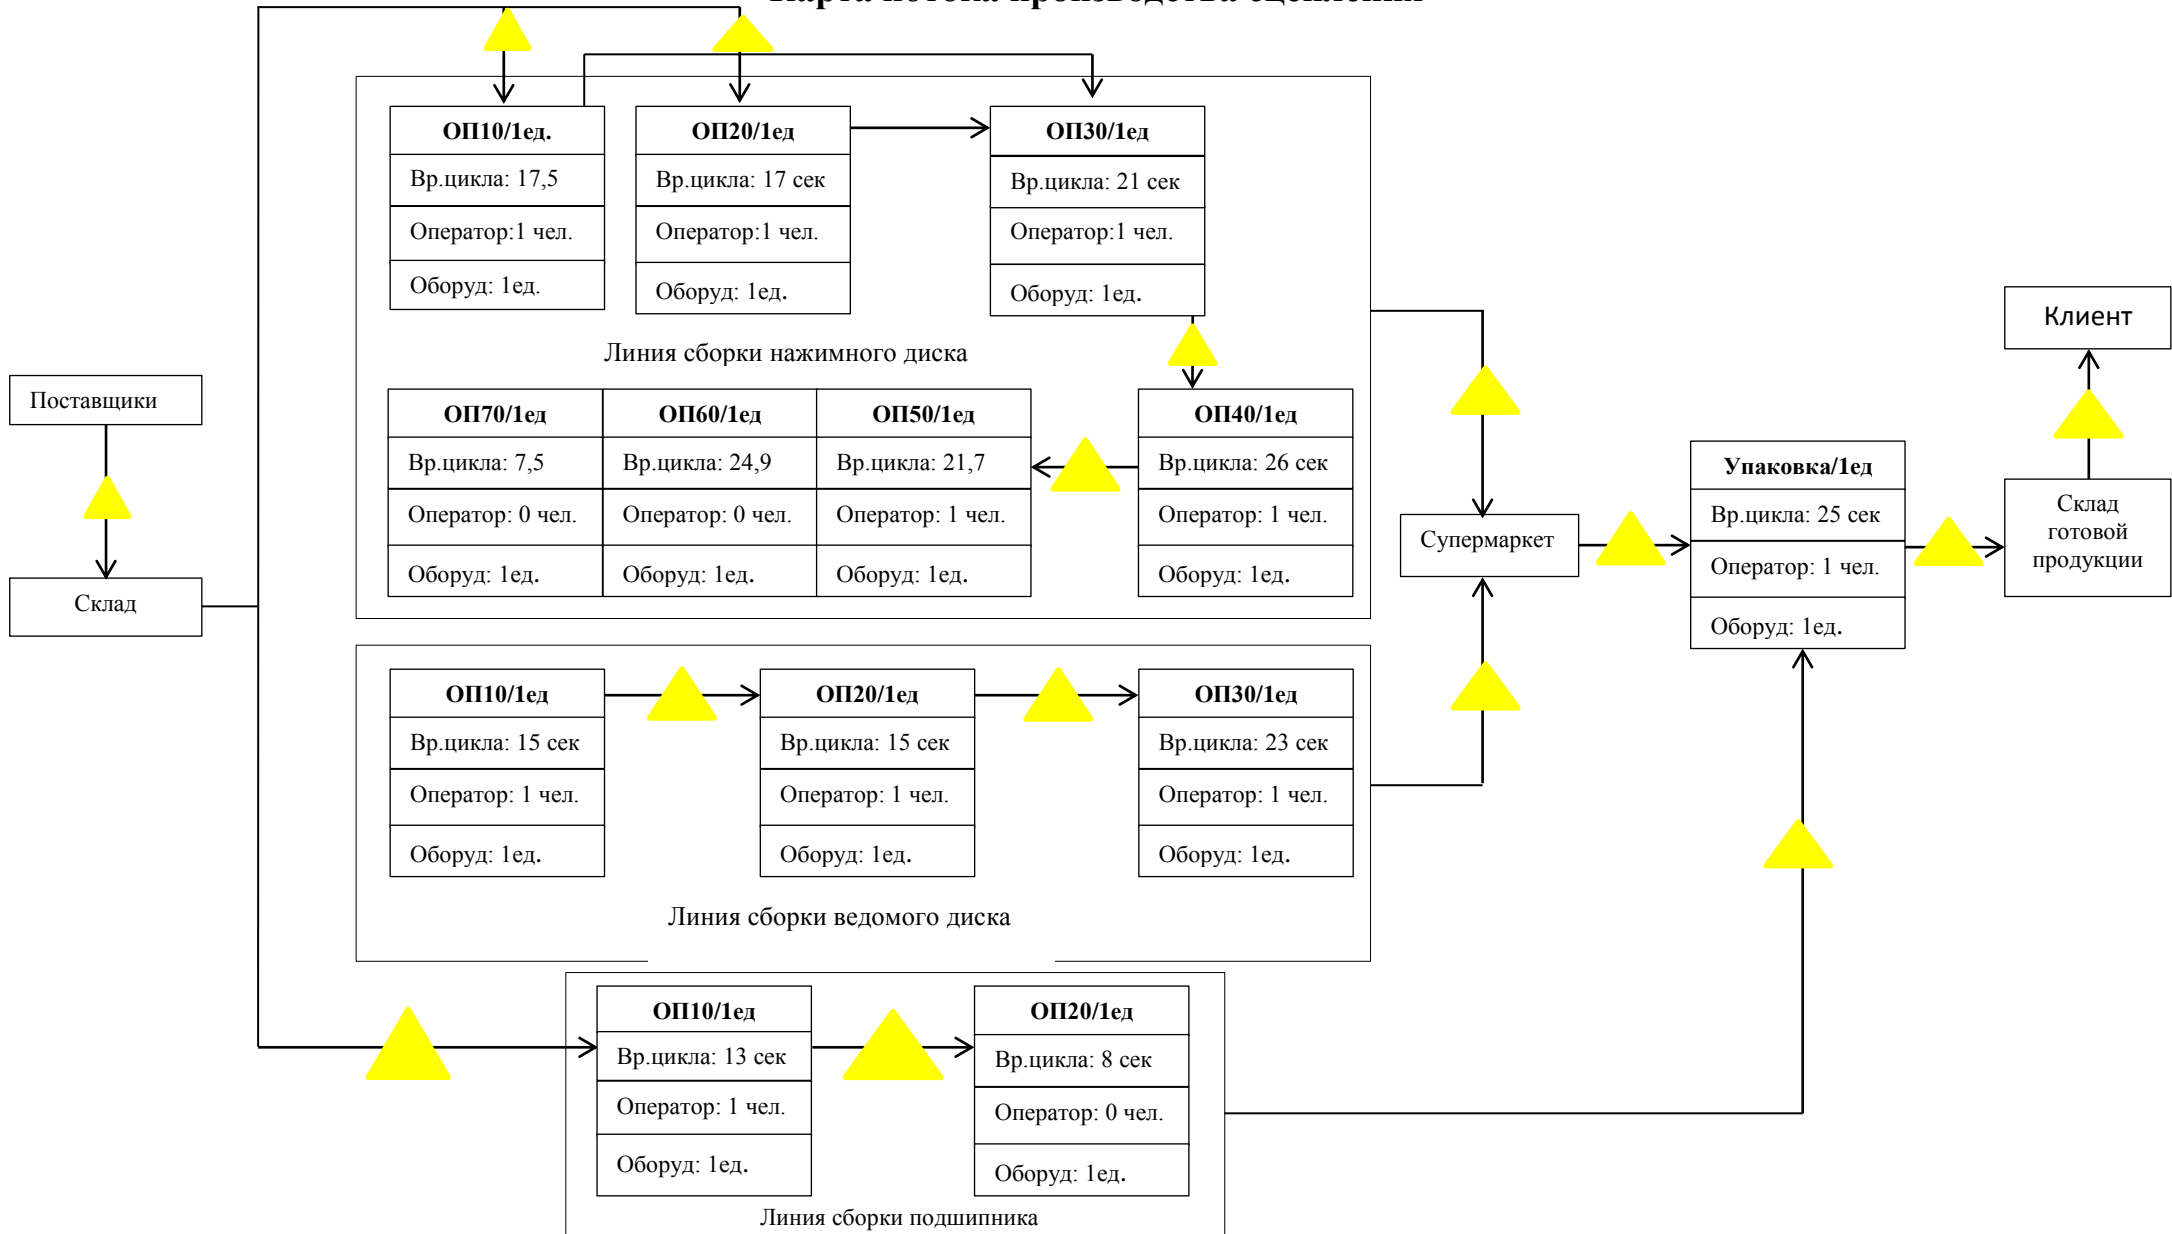 Карта потока производства сцеплений
ОП10/1ед.
Вр.цикла: 17,5
Оператор:1 чел.
Оборуд: 1ед.
ОП20/1ед
Вр.цикла: 17 сек
Оператор:1 чел.
Оборуд: 1ед.
ОП30/1ед
Вр.цикла: 21 сек
Оператор:1 чел.
Оборуд: 1ед.
Линия сборки нажимного диска
ОП70/1ед
Вр.цикла: 7,5
Оператор: 0 чел.
Оборуд: 1ед.
ОП60/1ед
Вр.цикла: 24,9
Оператор: 0 чел.
Оборуд: 1ед.
ОП50/1ед
Вр.цикла: 21,7
Оператор: 1 чел.
Оборуд: 1ед.
ОП40/1ед
Вр.цикла: 26 сек
Оператор: 1 чел.
Оборуд: 1ед.
Поставщики
Склад
ОП10/1ед
Вр.цикла: 15 сек
Оператор: 1 чел.
Оборуд: 1ед.
ОП20/1ед
Вр.цикла: 15 сек
Оператор: 1 чел.
Оборуд: 1ед.
ОП30/1ед
Вр.цикла: 23 сек
Оператор: 1 чел.
Оборуд: 1ед.
Линия сборки ведомого диска
ОП10/1ед
Вр.цикла: 13 сек
Оператор: 1 чел.
Оборуд: 1ед.
ОП20/1ед
Вр.цикла: 8 сек
Оператор: 0 чел.
Оборуд: 1ед.
Линия сборки подшипника
Супермаркет
Упаковка/1ед
Вр.цикла: 25 сек
Оператор: 1 чел.
Оборуд: 1ед.
Склад
готовой
продукции
Клиент